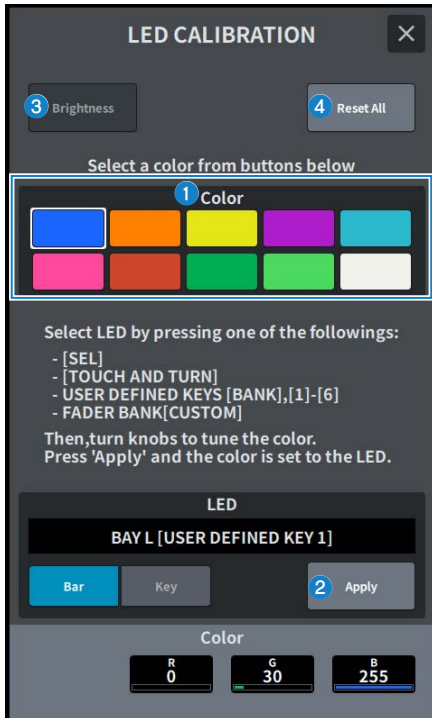 LED CALIBRATION
3 Brightness
4 Reset All
Select a color from buttons below
1 Color
Select LED by pressing one of the followings:
- [SEL]
- [TOUCH AND TURN]
- USER DEFINED KEYS [BANK],[1]-[6]
- FADER BANK[CUSTOM]
Then,turn knobs to tune the color.
Press 'Apply' and the color is set to the LED.
LED
BAY L [USER DEFINED KEY 1]
Bar Key 2 Apply
Color
R G B
0 30 255